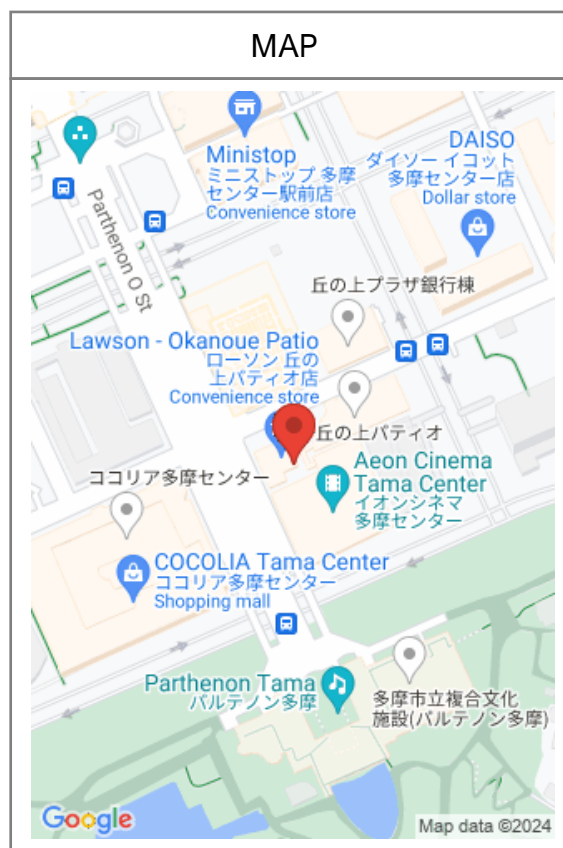 MAP
Ministop
ミニストップ 多摩
センター駅前店
Convenience store
DAISO
ダイソー イコット
多摩センター店
Dollar store
Parthenon O St
丘の上プラザ銀行棟
Lawson - Okanoue Patio
ローソン 丘の
上パティオ店
Convenience store
丘の上パティオ
Aeon Cinema
Tama Center
イオンシネマ
多摩センター
ココリア多摩センター
COCOLIA Tama Center
ココリア多摩センター
Shopping mall
Parthenon Tama
パルテノン多摩
多摩市立複合文化
施設(パルテノン多摩)
Google
Map data ©2024